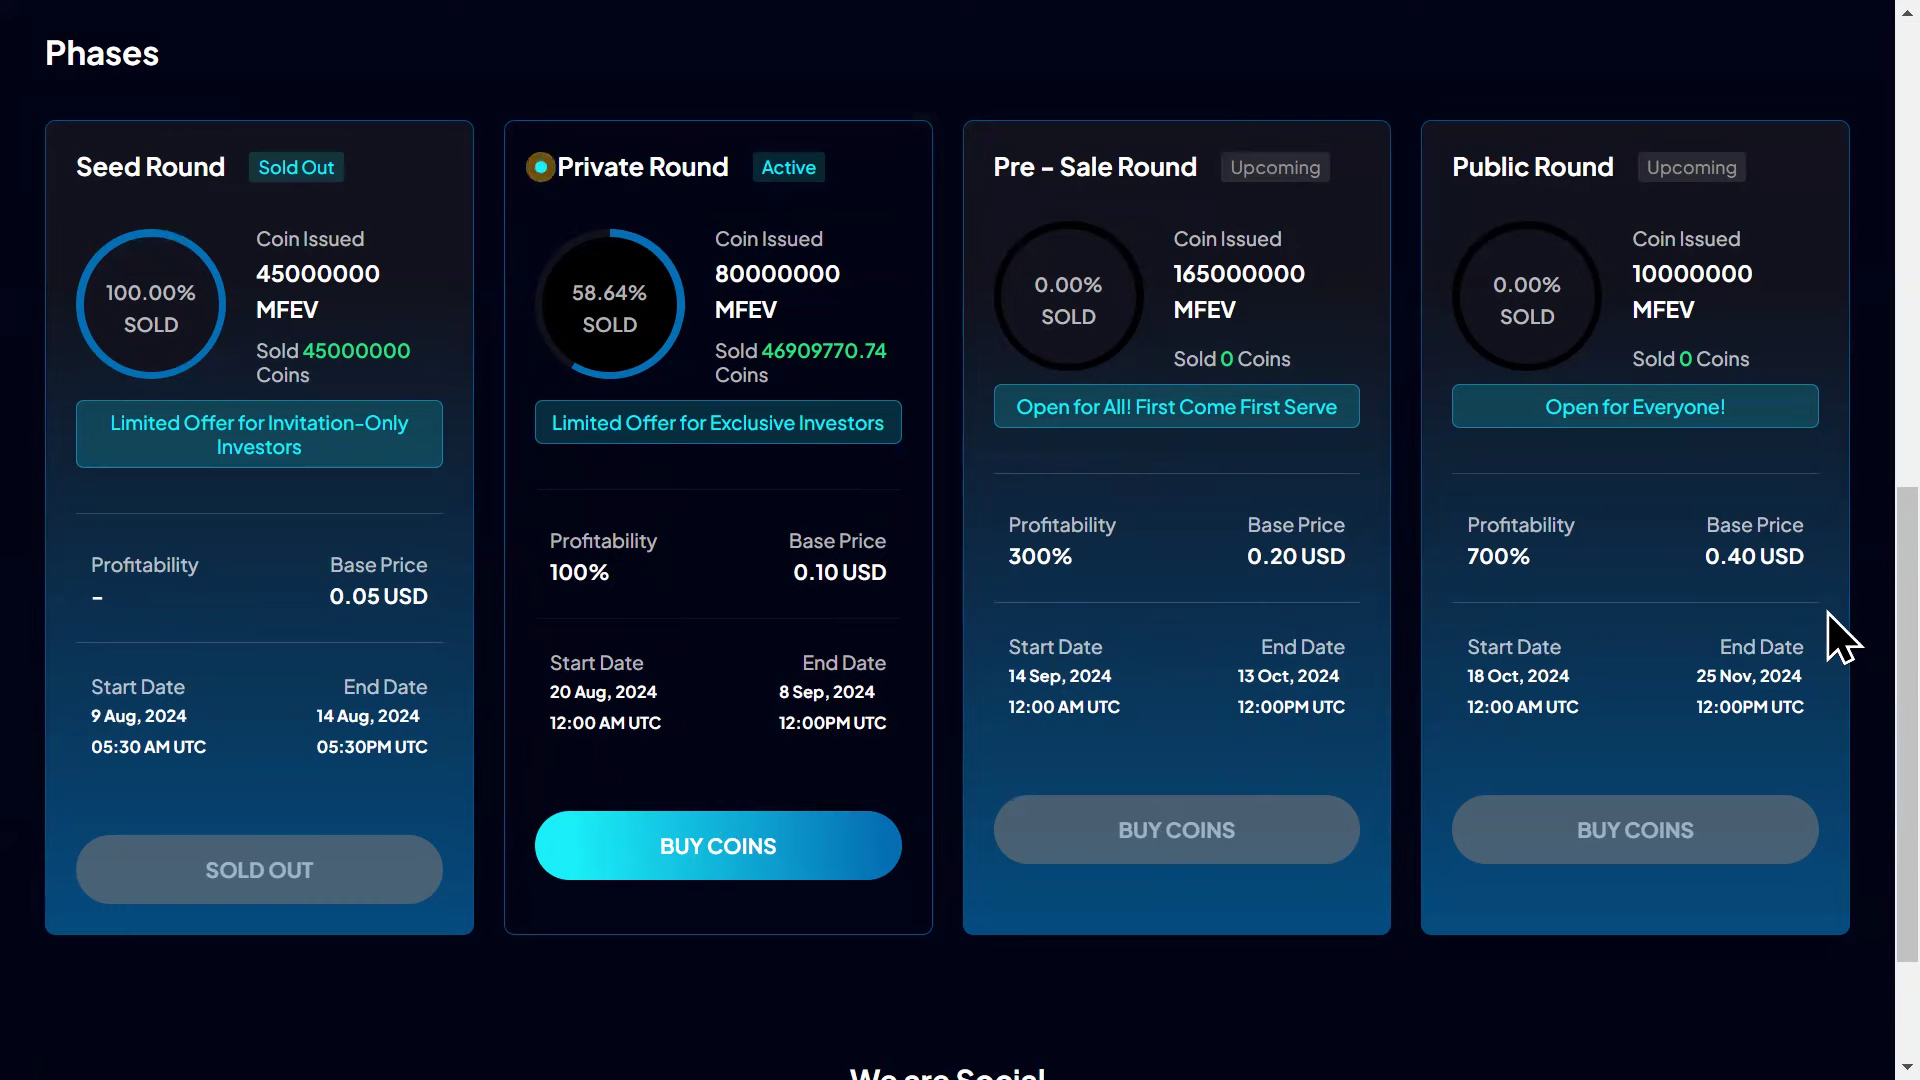 Phases
Seed Round
Sold Out
100.00%
SOLD
Coin Issued
45000000
MFEV
Sold 45000000
Coins
Limited Offer for Invitation-Only
Investors
Profitability
Base Price
-
0.05 USD
Start Date
End Date
9 Aug, 2024
14 Aug, 2024
05:30 AM UTC
05:30PM UTC
SOLD OUT
Private Round
Active
58.64%
SOLD
Coin Issued
80000000
MFEV
Sold 46909770.74
Coins
Limited Offer for Exclusive Investors
Profitability
Base Price
100%
0.10 USD
Start Date
End Date
20 Aug, 2024
8 Sep, 2024
12:00 AM UTC
12:00PM UTC
BUY COINS
Pre - Sale Round
Upcoming
0.00%
SOLD
Coin Issued
165000000
MFEV
Sold 0 Coins
Open for All! First Come First Serve
Profitability
Base Price
300%
0.20 USD
Start Date
End Date
14 Sep, 2024
13 Oct, 2024
12:00 AM UTC
12:00PM UTC
BUY COINS
Public Round
Upcoming
0.00%
SOLD
Coin Issued
10000000
MFEV
Sold 0 Coins
Open for Everyone!
Profitability
Base Price
700%
0.40 USD
Start Date
End Date
18 Oct, 2024
25 Nov, 2024
12:00 AM UTC
12:00PM UTC
BUY COINS
We are Social